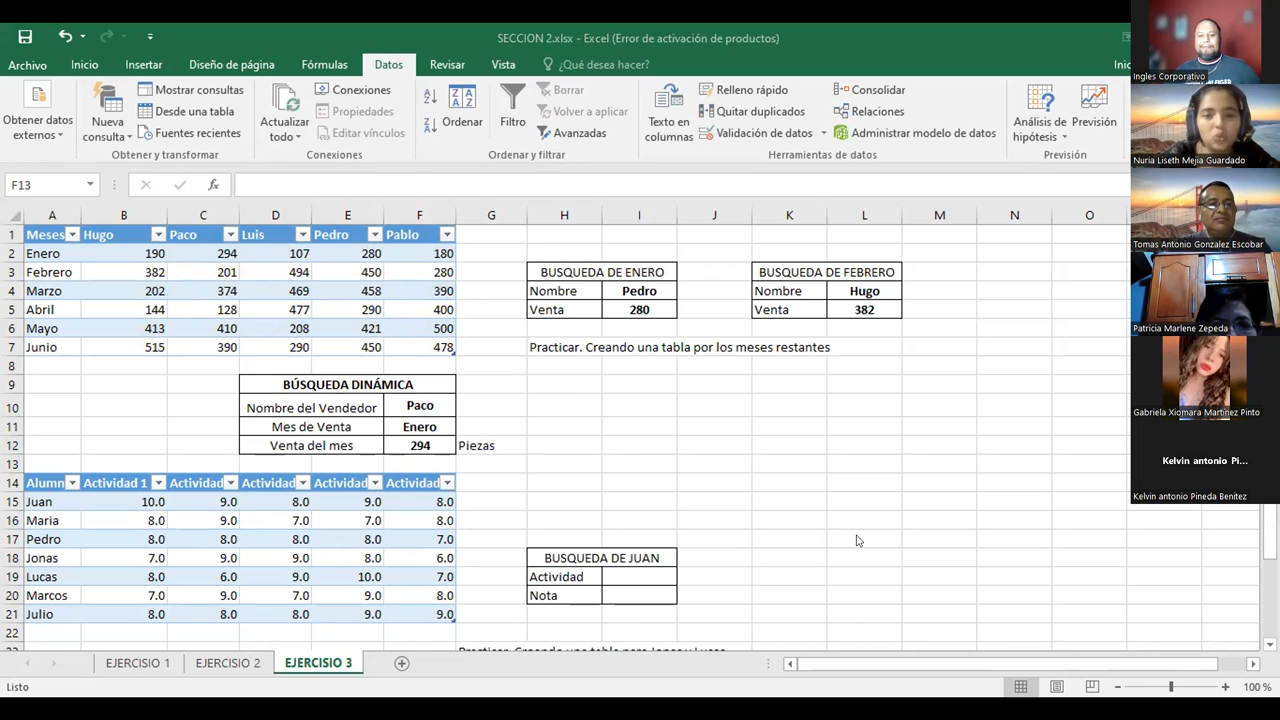 SECCION 2.xlsx - Excel (Error de activación de productos)
Archivo Inicio Insertar Diseño de página Fórmulas Datos Revisar Vista ¿Qué desea hacer? Inic
Obtener datos externos
Nueva consulta
Mostrar consultas
Desde una tabla
Fuentes recientes
Obtener y transformar
Actualizar todo
Conexiones
Propiedades
Editar vínculos
Conexiones
Ordenar
Filtro
Borrar
Volver a aplicar
Avanzadas
Ordenar y filtrar
Texto en columnas
Relleno rápido
Quitar duplicados
Validación de datos
Consolidar
Relaciones
Administrar modelo de datos
Herramientas de datos
Análisis de hipótesis
Previsión
Previsión
F13 fx
A B C D E F G H I J K L M N O
1 Meses Hugo Paco Luis Pedro Pablo
2 Enero 190 294 107 280 180
3 Febrero 382 201 494 450 280 BUSQUEDA DE ENERO BUSQUEDA DE FEBRERO
4 Marzo 202 374 469 458 390 Nombre Pedro Nombre Hugo
5 Abril 144 128 477 290 400 Venta 280 Venta 382
6 Mayo 413 410 208 421 500
7 Junio 515 390 290 450 478 Practicar. Creando una tabla por los meses restantes
8
9 BÚSQUEDA DINÁMICA
10 Nombre del Vendedor Paco
11 Mes de Venta Enero
12 Venta del mes 294 Piezas
13
14 Alumn Actividad 1 Actividad Actividad Actividad Actividad
15 Juan 10.0 9.0 8.0 9.0 8.0
16 Maria 8.0 9.0 7.0 7.0 8.0
17 Pedro 8.0 8.0 8.0 8.0 7.0
18 Jonas 7.0 9.0 9.0 8.0 6.0 BUSQUEDA DE JUAN
19 Lucas 8.0 6.0 9.0 10.0 7.0 Actividad
20 Marcos 7.0 9.0 7.0 9.0 8.0 Nota
21 Julio 8.0 8.0 8.0 9.0 9.0
22
EJERCISIO 1 EJERCISIO 2 EJERCISIO 3
Listo 100 %
Ingles Corporativo
Nuria Liseth Mejia Guardado
Tomas Antonio Gonzalez Escobar
Patricia Marlene Zepeda
Gabriela Xiomara Martínez Pinto
Kelvin antonio Pi...
Kelvin antonio Pineda Benitez